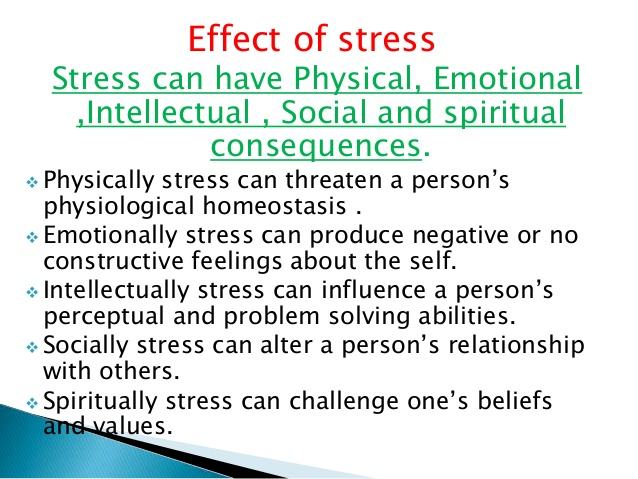 Effect of stress
Stress can have Physical, Emotional
,Intellectual , Social and spiritual
consequences.
❖ Physically stress can threaten a person’s
physiological homeostasis .
❖ Emotionally stress can produce negative or no
constructive feelings about the self.
❖ Intellectually stress can influence a person’s
perceptual and problem solving abilities.
❖ Socially stress can alter a person’s relationship
with others.
❖ Spiritually stress can challenge one’s beliefs
and values.